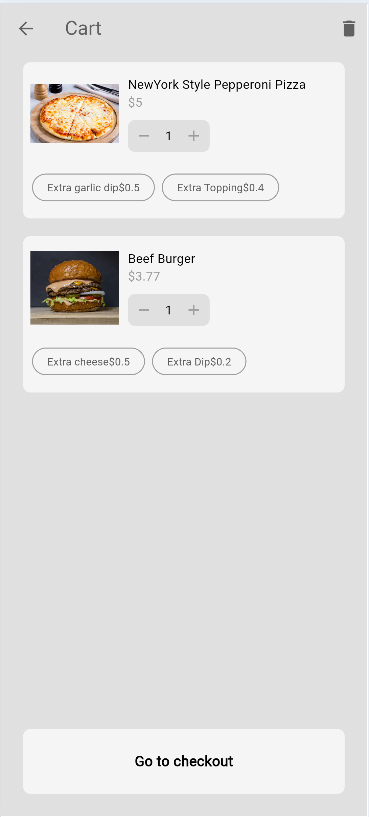 Cart
NewYork Style Pepperoni Pizza
$5
1
Extra garlic dip$0.5
Extra Topping$0.4
Beef Burger
$3.77
1
Extra cheese$0.5
Extra Dip$0.2
Go to checkout